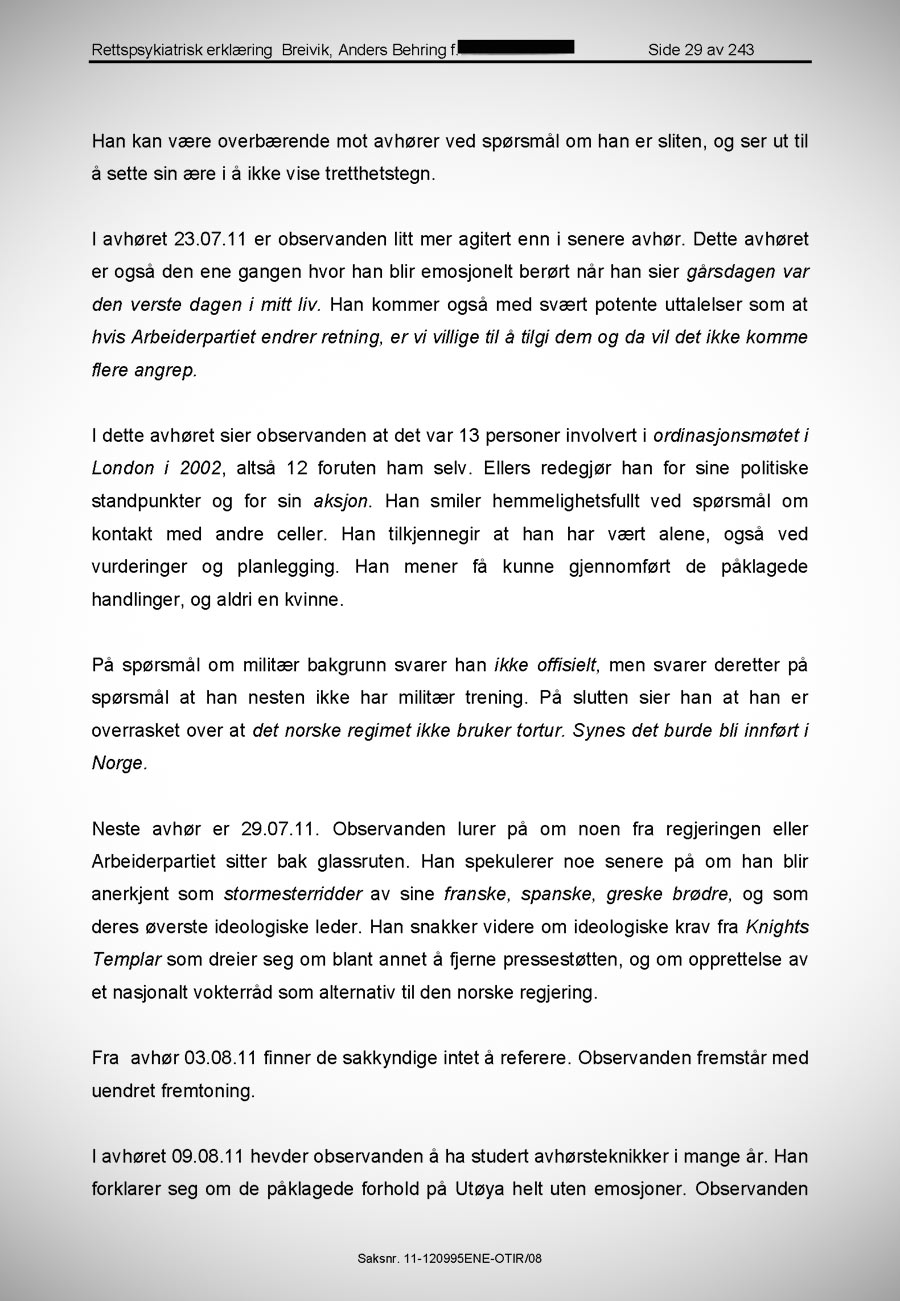 Rettspsykiatrisk erklæring Breivik, Anders Behring f. Side 29 av 243
Han kan være overbærende mot avhører ved spørsmål om han er sliten, og ser ut til
å sette sin ære i å ikke vise tretthetstegn.
I avhøret 23.07.11 er observanden litt mer agitert enn i senere avhør. Dette avhøret
er også den ene gangen hvor han blir emosjonelt berørt når han sier gårsdagen var
den verste dagen i mitt liv. Han kommer også med svært potente uttalelser som at
hvis Arbeiderpartiet endrer retning, er vi villige til å tilgi dem og da vil det ikke komme
flere angrep.
I dette avhøret sier observanden at det var 13 personer involvert i ordinasjonsmøtet i
London i 2002, altså 12 foruten ham selv. Ellers redegjør han for sine politiske
standpunkter og for sin aksjon. Han smiler hemmelighetsfullt ved spørsmål om
kontakt med andre celler. Han tilkjennegir at han har vært alene, også ved
vurderinger og planlegging. Han mener få kunne gjennomført de påklagede
handlinger, og aldri en kvinne.
På spørsmål om militær bakgrunn svarer han ikke offisielt, men svarer deretter på
spørsmål at han nesten ikke har militær trening. På slutten sier han at han er
overrasket over at det norske regimet ikke bruker tortur. Synes det burde bli innført i
Norge.
Neste avhør er 29.07.11. Observanden lurer på om noen fra regjeringen eller
Arbeiderpartiet sitter bak glassruten. Han spekulerer noe senere på om han blir
anerkjent som stormesterridder av sine franske, spanske, greske brødre, og som
deres øverste ideologiske leder. Han snakker videre om ideologiske krav fra Knights
Templar som dreier seg om blant annet å fjerne pressestøtten, og om opprettelse av
et nasjonalt vokterråd som alternativ til den norske regjering.
Fra avhør 03.08.11 finner de sakkyndige intet å referere. Observanden fremstår med
uendret fremtoning.
I avhøret 09.08.11 hevder observanden å ha studert avhørsteknikker i mange år. Han
forklarer seg om de påklagede forhold på Utøya helt uten emosjoner. Observanden
Saksnr. 11-120995ENE-OTIR/08